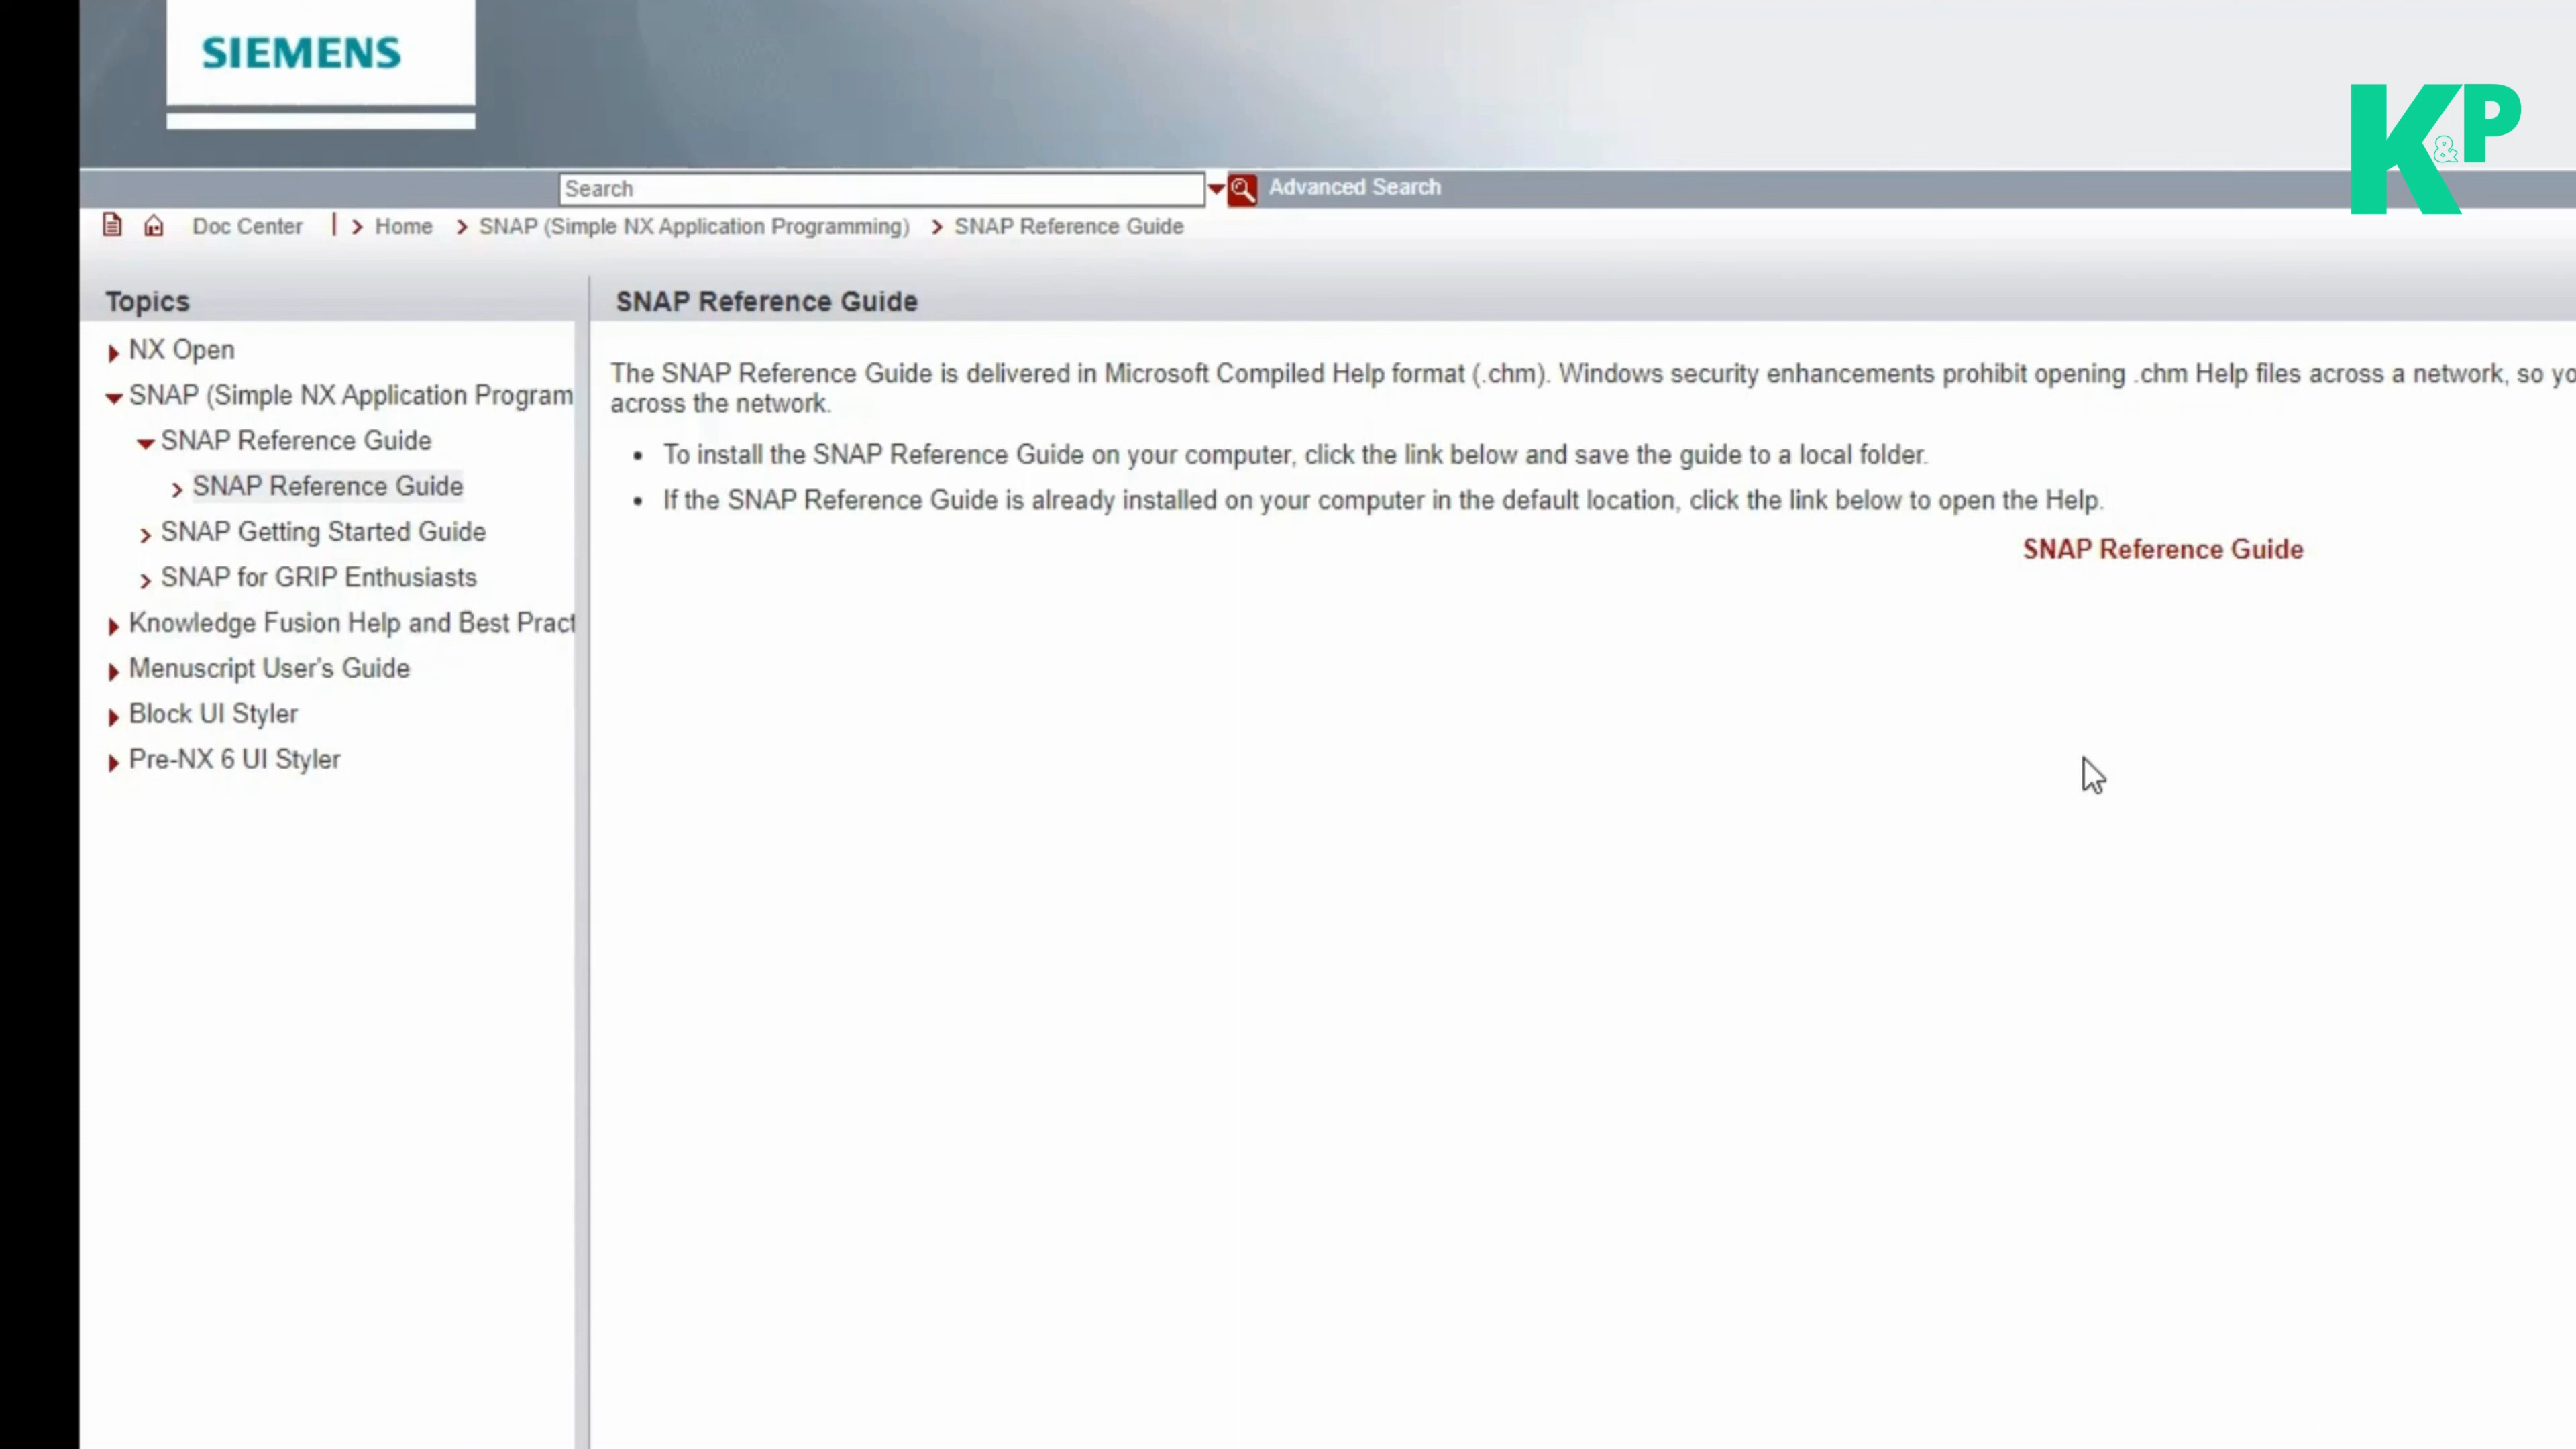 SIEMENS
K&P
Search
Advanced Search
Doc Center
Home
SNAP (Simple NX Application Programming)
SNAP Reference Guide
Topics
NX Open
SNAP (Simple NX Application Program
SNAP Reference Guide
SNAP Reference Guide
SNAP Getting Started Guide
SNAP for GRIP Enthusiasts
Knowledge Fusion Help and Best Pract
Menuscript User's Guide
Block UI Styler
Pre-NX 6 UI Styler
SNAP Reference Guide
The SNAP Reference Guide is delivered in Microsoft Compiled Help format (.chm). Windows security enhancements prohibit opening .chm Help files across a network, so yo
across the network.
• To install the SNAP Reference Guide on your computer, click the link below and save the guide to a local folder.
• If the SNAP Reference Guide is already installed on your computer in the default location, click the link below to open the Help.
SNAP Reference Guide